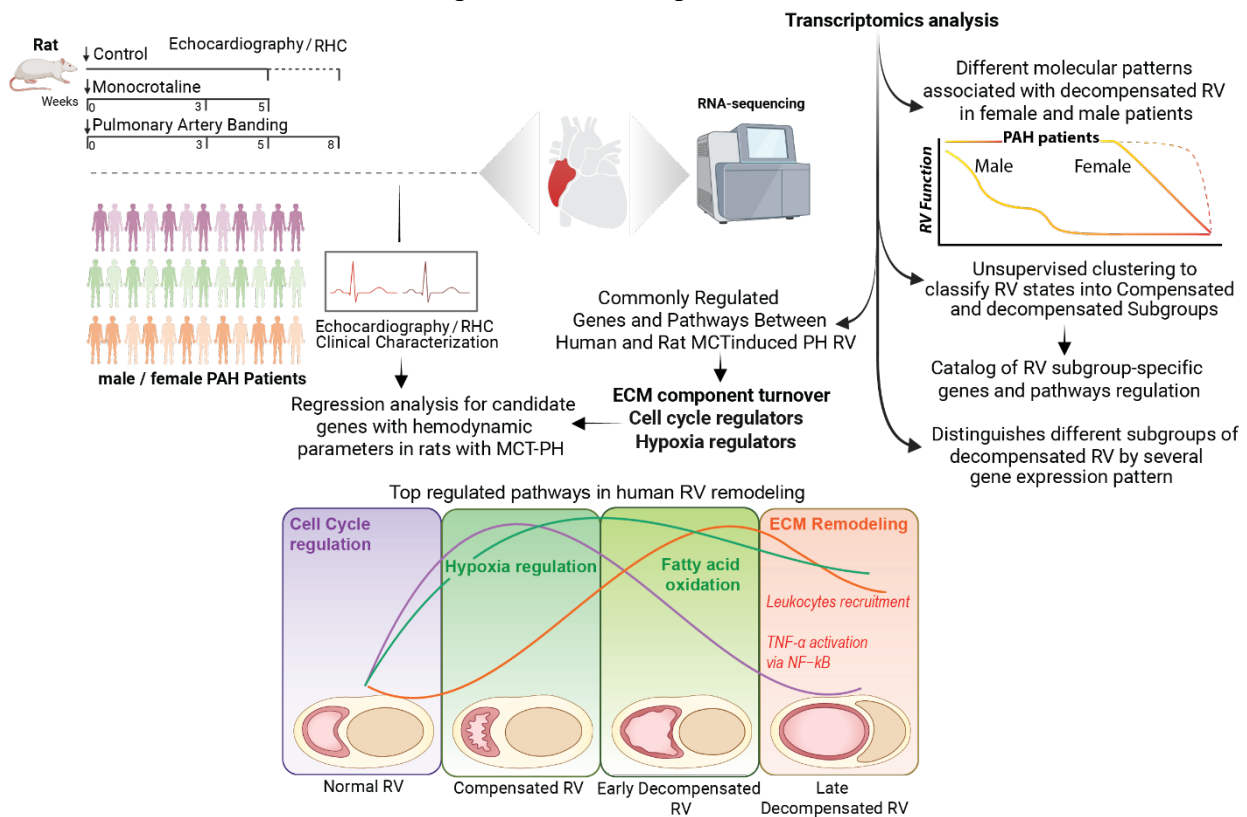 Rat
Control
Echocardiography/RHC
Monocrotaline
Weeks
0
3
5
Pulmonary Artery Banding
0
3
5
8
male / female PAH Patients
Echocardiography/RHC
Clinical Characterization
Regression analysis for candidate
genes with hemodynamic
parameters in rats with MCT-PH
RNA-sequencing
Commonly Regulated
Genes and Pathways Between
Human and Rat MCTinduced PH RV
ECM component turnover
Cell cycle regulators
Hypoxia regulators
Transcriptomics analysis
Different molecular patterns
associated with decompensated RV
in female and male patients
PAH patients
Male
Female
RV Function
Unsupervised clustering to
classify RV states into Compensated
and decompensated Subgroups
Catalog of RV subgroup-specific
genes and pathways regulation
Distinguishes different subgroups of
decompensated RV by several
gene expression pattern
Top regulated pathways in human RV remodeling
Cell Cycle
regulation
Hypoxia regulation
Fatty acid
oxidation
ECM Remodeling
Leukocytes recruitment
TNF-α activation
via NF−kB
Normal RV
Compensated RV
Early Decompensated
RV
Late
Decompensated RV